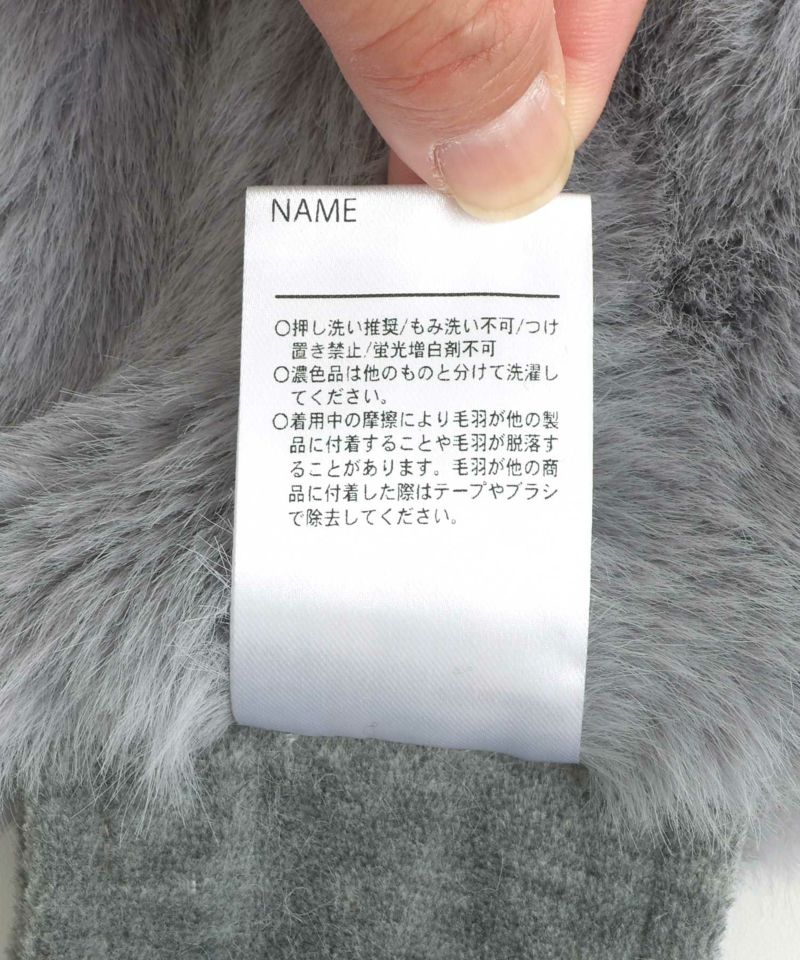 NAME
○押し洗い推奨/もみ洗い不可/つけ
置き禁止/蛍光増白剤不可
○濃色品は他のものと分けて洗濯し
てください。
○着用中の摩擦により毛羽が他の製
品に付着することや毛羽が脱落す
ることがあります。毛羽が他の商
品に付着した際はテープやブラシ
で除去してください。